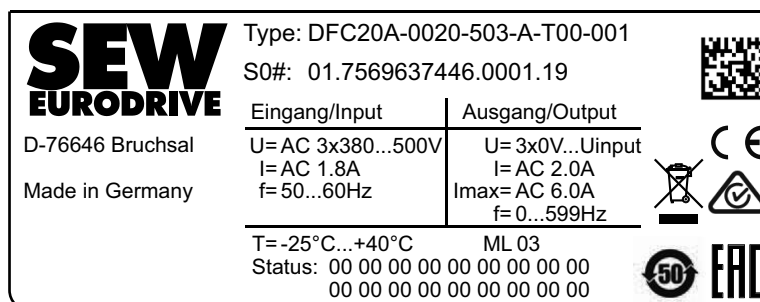 SEW
EURODRIVE
D-76646 Bruchsal
Made in Germany
Type: DFC20A-0020-503-A-T00-001
S0#: 01.7569637446.0001.19
Eingang/Input
U= AC 3x380...500V
I= AC 1.8A
f= 50...60Hz
Ausgang/Output
U= 3x0V...Uinput
I= AC 2.0A
Imax= AC 6.0A
f= 0...599Hz
T= -25°C...+40°C ML 03
Status: 00 00 00 00 00 00 00 00 00
00 00 00 00 00 00 00 00 00
CE
50
EAC